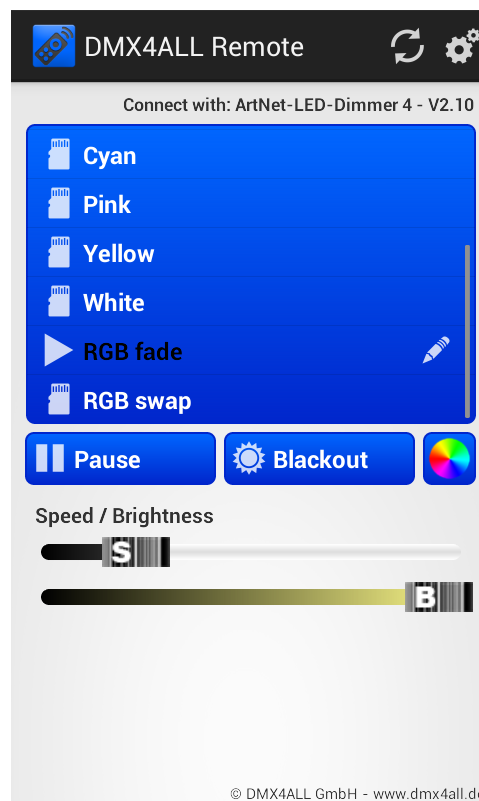 DMX4ALL Remote
Connect with: ArtNet-LED-Dimmer 4 - V2.10
Cyan
Pink
Yellow
White
RGB fade
RGB swap
Pause
Blackout
Speed / Brightness
S
B
© DMX4ALL GmbH - www.dmx4all.de